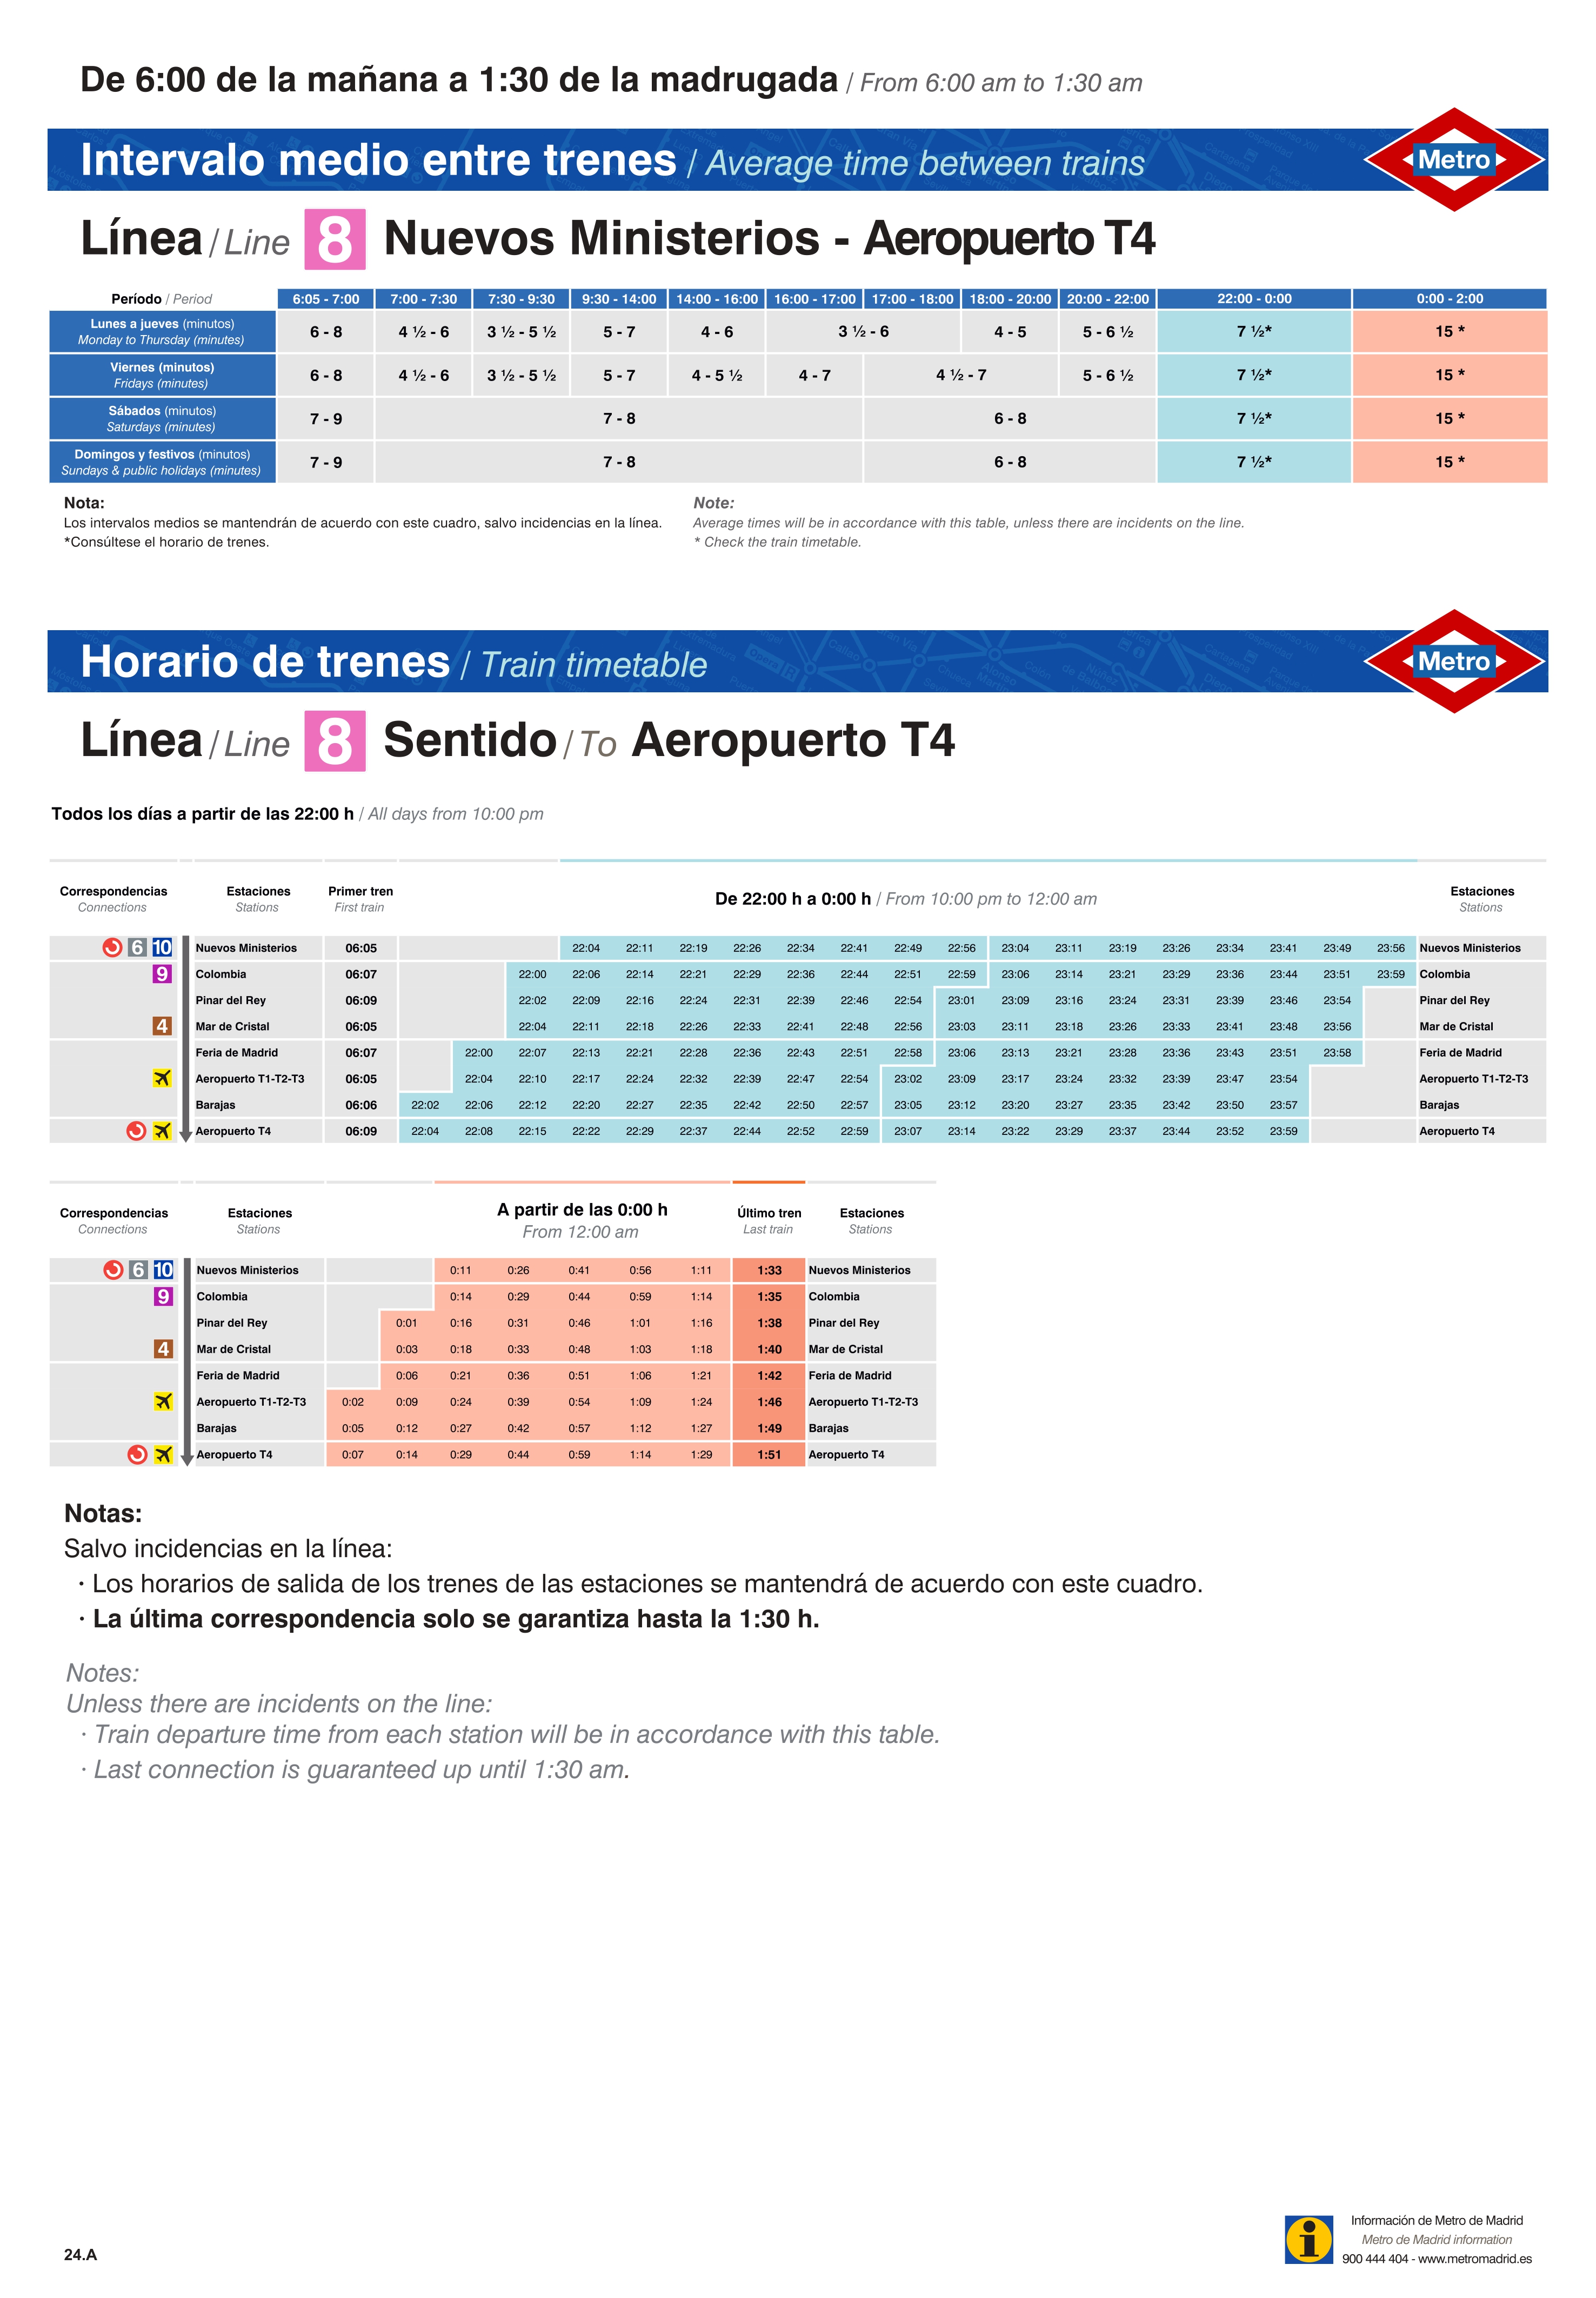 De 6:00 de la mañana a 1:30 de la madrugada / From 6:00 am to 1:30 am
Intervalo medio entre trenes / Average time between trains
Metro
Línea / Line 8 Nuevos Ministerios - Aeropuerto T4
Período / Period 6:05 - 7:00 7:00 - 7:30 7:30 - 9:30 9:30 - 14:00 14:00 - 16:00 16:00 - 17:00 17:00 - 18:00 18:00 - 20:00 20:00 - 22:00 22:00 - 0:00 0:00 - 2:00
Lunes a jueves (minutos)
Monday to Thursday (minutes)
6 - 8 4 ½ - 6 3 ½ - 5 ½ 5 - 7 4 - 6 3 ½ - 6 4 - 5 5 - 6 ½ 7 ½* 15 *
Viernes (minutos)
Fridays (minutes)
6 - 8 4 ½ - 6 3 ½ - 5 ½ 5 - 7 4 - 5 ½ 4 - 7 4 ½ - 7 5 - 6 ½ 7 ½* 15 *
Sábados (minutos)
Saturdays (minutes)
7 - 9 7 - 8 6 - 8 7 ½* 15 *
Domingos y festivos (minutos)
Sundays & public holidays (minutes)
7 - 9 7 - 8 6 - 8 7 ½* 15 *
Nota:
Los intervalos medios se mantendrán de acuerdo con este cuadro, salvo incidencias en la línea.
*Consúltese el horario de trenes.
Note:
Average times will be in accordance with this table, unless there are incidents on the line.
* Check the train timetable.
Horario de trenes / Train timetable
Metro
Línea / Line 8 Sentido / To Aeropuerto T4
Todos los días a partir de las 22:00 h / All days from 10:00 pm
Correspondencias Estaciones Primer tren De 22:00 h a 0:00 h / From 10:00 pm to 12:00 am Estaciones
Connections Stations First train Stations
6 10 Nuevos Ministerios 06:05 22:04 22:11 22:19 22:26 22:34 22:41 22:49 22:56 23:04 23:11 23:19 23:26 23:34 23:41 23:49 23:56 Nuevos Ministerios
9 Colombia 06:07 22:00 22:06 22:14 22:21 22:29 22:36 22:44 22:51 22:59 23:06 23:14 23:21 23:29 23:36 23:44 23:51 23:59 Colombia
Pinar del Rey 06:09 22:02 22:09 22:16 22:24 22:31 22:39 22:46 22:54 23:01 23:09 23:16 23:24 23:31 23:39 23:46 23:54 Pinar del Rey
4 Mar de Cristal 06:05 22:04 22:11 22:18 22:26 22:33 22:41 22:48 22:56 23:03 23:11 23:18 23:26 23:33 23:41 23:48 23:56 Mar de Cristal
Feria de Madrid 06:07 22:00 22:07 22:13 22:21 22:28 22:36 22:43 22:51 22:58 23:06 23:13 23:21 23:28 23:36 23:43 23:51 23:58 Feria de Madrid
Aeropuerto T1-T2-T3 06:05 22:04 22:10 22:17 22:24 22:32 22:39 22:47 22:54 23:02 23:09 23:17 23:24 23:32 23:39 23:47 23:54 Aeropuerto T1-T2-T3
Barajas 06:06 22:02 22:06 22:12 22:20 22:27 22:35 22:42 22:50 22:57 23:05 23:12 23:20 23:27 23:35 23:42 23:50 23:57 Barajas
Aeropuerto T4 06:09 22:04 22:08 22:15 22:22 22:29 22:37 22:44 22:52 22:59 23:07 23:14 23:22 23:29 23:37 23:44 23:52 23:59 Aeropuerto T4
Correspondencias Estaciones A partir de las 0:00 h Último tren Estaciones
Connections Stations From 12:00 am Last train Stations
6 10 Nuevos Ministerios 0:11 0:26 0:41 0:56 1:11 1:33 Nuevos Ministerios
9 Colombia 0:14 0:29 0:44 0:59 1:14 1:35 Colombia
Pinar del Rey 0:01 0:16 0:31 0:46 1:01 1:16 1:38 Pinar del Rey
4 Mar de Cristal 0:03 0:18 0:33 0:48 1:03 1:18 1:40 Mar de Cristal
Feria de Madrid 0:06 0:21 0:36 0:51 1:06 1:21 1:42 Feria de Madrid
Aeropuerto T1-T2-T3 0:02 0:09 0:24 0:39 0:54 1:09 1:24 1:46 Aeropuerto T1-T2-T3
Barajas 0:05 0:12 0:27 0:42 0:57 1:12 1:27 1:49 Barajas
Aeropuerto T4 0:07 0:14 0:29 0:44 0:59 1:14 1:29 1:51 Aeropuerto T4
Notas:
Salvo incidencias en la línea:
· Los horarios de salida de los trenes de las estaciones se mantendrá de acuerdo con este cuadro.
· La última correspondencia solo se garantiza hasta la 1:30 h.
Notes:
Unless there are incidents on the line:
· Train departure time from each station will be in accordance with this table.
· Last connection is guaranteed up until 1:30 am.
24.A
i
Información de Metro de Madrid
Metro de Madrid information
900 444 404 - www.metromadrid.es